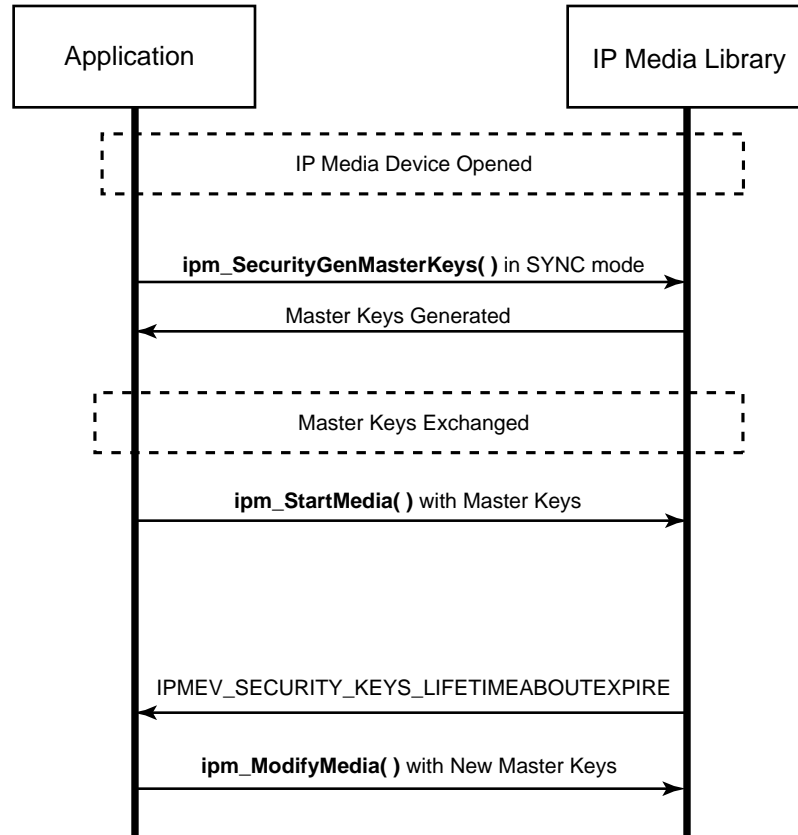 Application
IP Media Library
IP Media Device Opened
ipm_SecurityGenMasterKeys( ) in SYNC mode
Master Keys Generated
Master Keys Exchanged
ipm_StartMedia( ) with Master Keys
IPMEV_SECURITY_KEYS_LIFETIMEABOUTEXPIRE
ipm_ModifyMedia( ) with New Master Keys